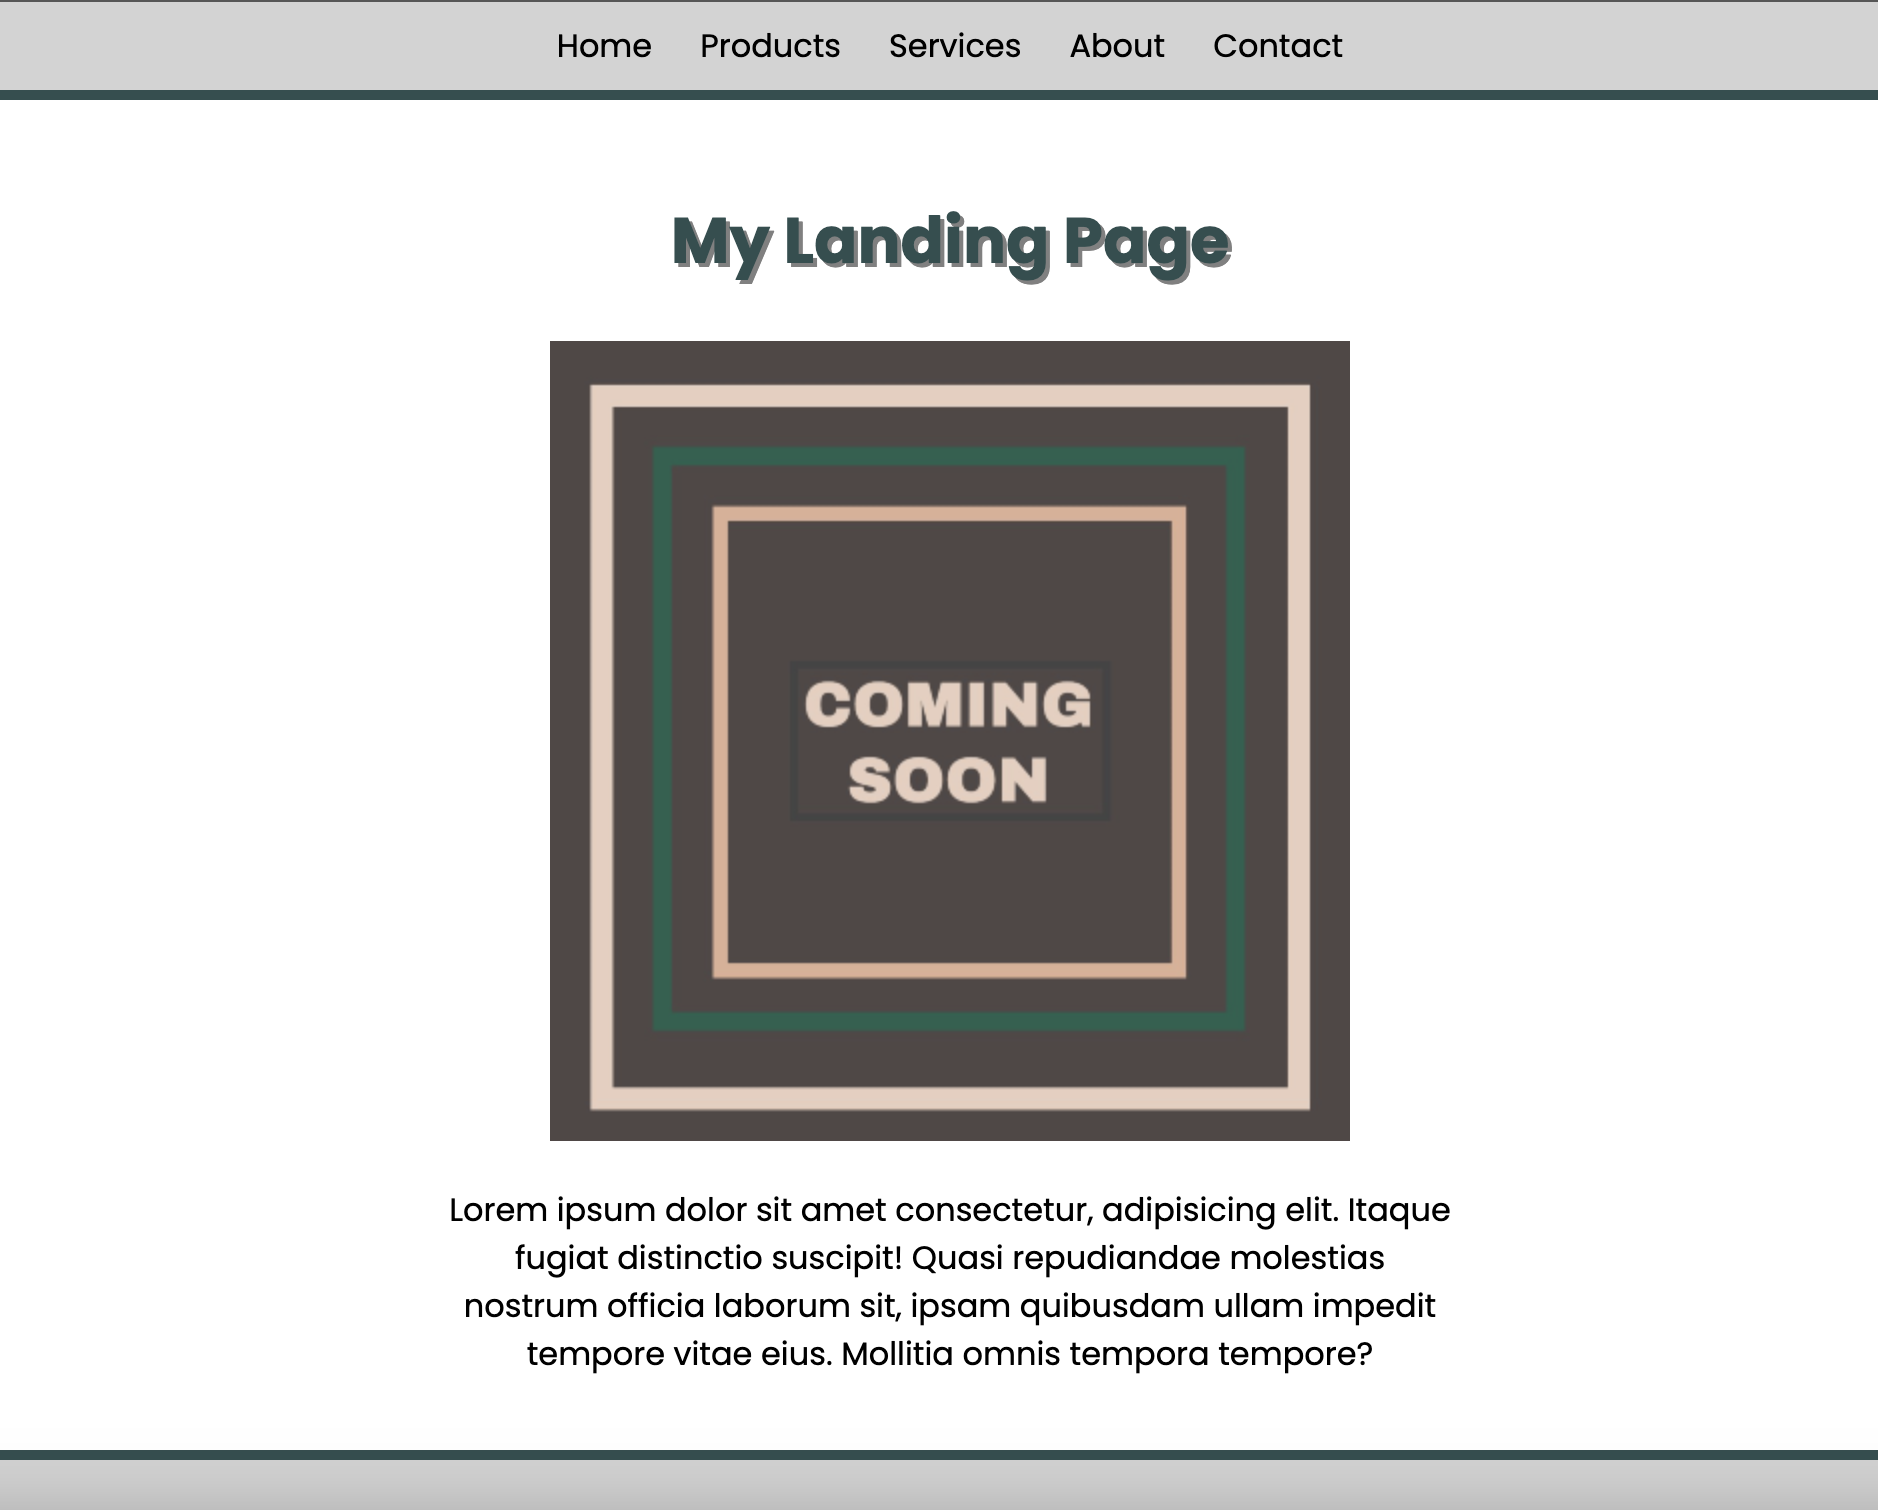 Home Products Services About Contact
My Landing Page
COMING
SOON
Lorem ipsum dolor sit amet consectetur, adipisicing elit. Itaque
fugiat distinctio suscipit! Quasi repudiandae molestias
nostrum officia laborum sit, ipsam quibusdam ullam impedit
tempore vitae eius. Mollitia omnis tempora tempore?